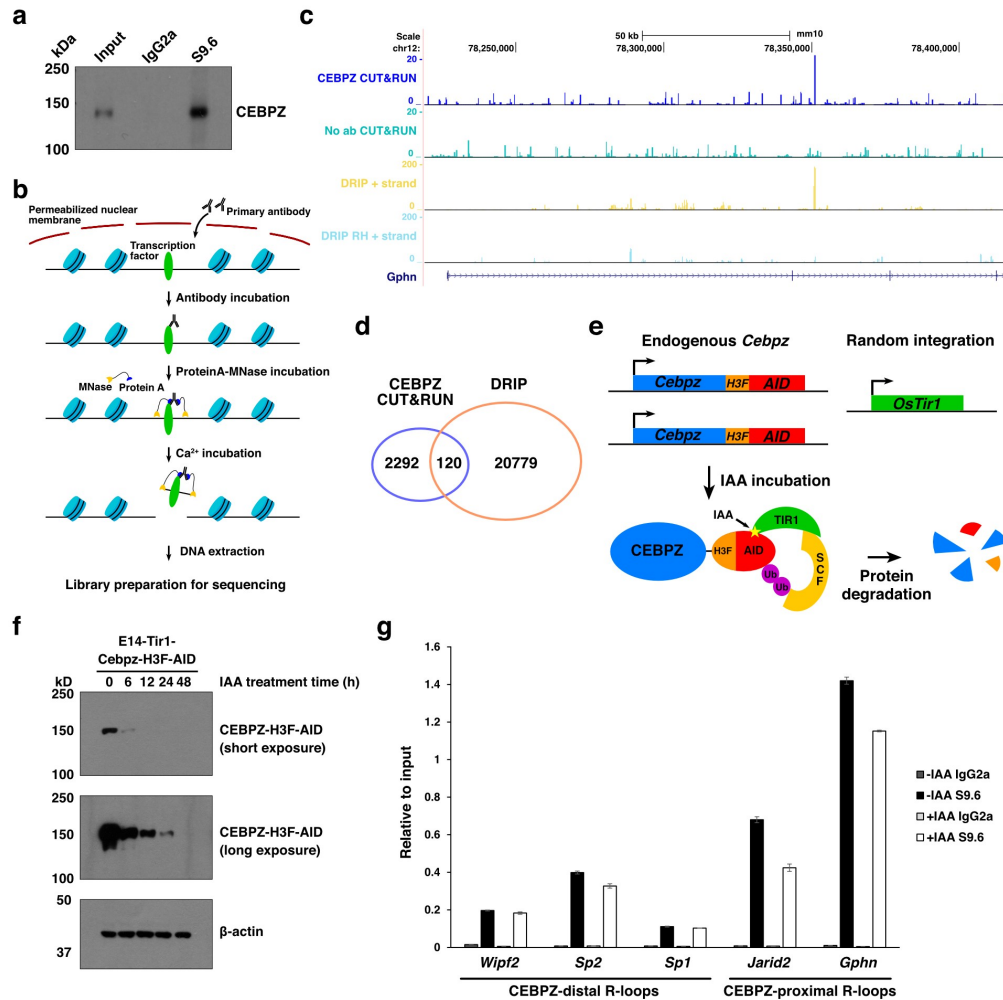 a
kDa
Input
IgG2a
S9.6
250
150
100
CEBPZ
b
Permeabilized nuclear
membrane
Primary antibody
Transcription
factor
Antibody incubation
ProteinA-MNase incubation
MNase
Protein A
Ca²⁺ incubation
DNA extraction
Library preparation for sequencing
c
Scale
50 kb
mm10
chr12:
78,250,000
78,300,000
78,350,000
78,400,000
20
CEBPZ CUT&RUN
0
20
No ab CUT&RUN
0
200
DRIP + strand
0
200
DRIP RH + strand
0
Gphn
d
CEBPZ
CUT&RUN
DRIP
2292
120
20779
e
Endogenous Cebpz
Random integration
Cebpz H3F AID
OsTir1
Cebpz H3F AID
IAA incubation
IAA
TIR1
CEBPZ
H3F
AID
SCF
Ub
Ub
Protein
degradation
f
E14-Tir1-
Cebpz-H3F-AID
kD
0 6 12 24 48
IAA treatment time (h)
250
150
100
CEBPZ-H3F-AID
(short exposure)
250
150
100
CEBPZ-H3F-AID
(long exposure)
50
37
β-actin
g
Relative to input
1.6
1.4
1.2
1
0.8
0.6
0.4
0.2
0
-IAA IgG2a
-IAA S9.6
+IAA IgG2a
+IAA S9.6
Wipf2
Sp2
Sp1
Jarid2
Gphn
CEBPZ-distal R-loops
CEBPZ-proximal R-loops